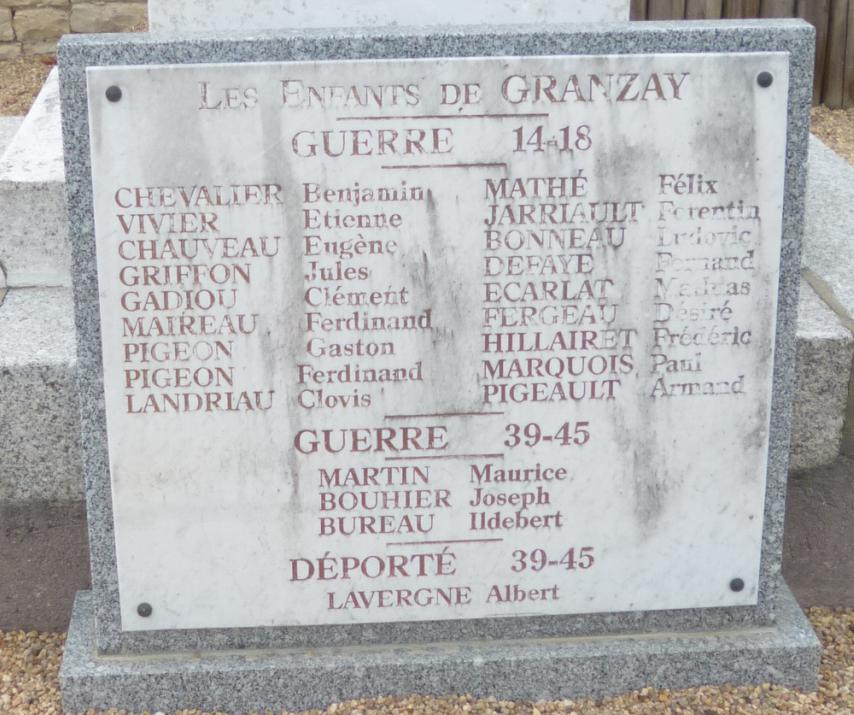 LES ENFANTS DE GRANZAY
GUERRE 14-18
CHEVALIER Benjamin MATHÉ Félix
VIVIER Etienne JARRIAULT Ferentin
CHAUVEAU Eugène BONNEAU Ludovic
GRIFFON Jules DEFAYE Fernand
GADIOU Clément ECARLAT
MAIREAU Ferdinand FERGEAU Désiré
PIGEON Gaston HILLAIRET Frédéric
PIGEON Ferdinand MARQUOIS Paul
LANDRIAU Clovis PIGEAULT Armand
GUERRE 39-45
MARTIN Maurice
BOUHIER Joseph
BUREAU Ildebert
DÉPORTÉ 39-45
LAVERGNE Albert